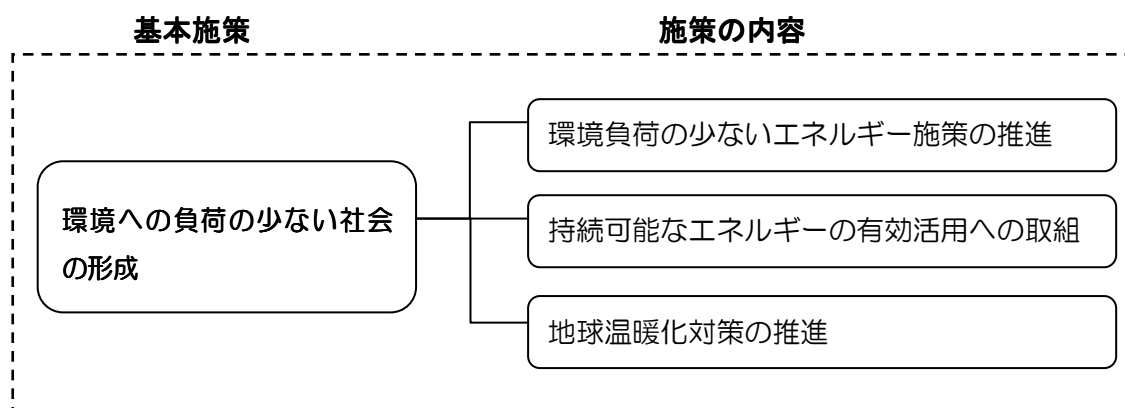 基本施策
施策の内容
環境負荷の少ないエネルギー施策の推進
環境への負荷の少ない社会
の形成
持続可能なエネルギーの有効活用への取組
地球温暖化対策の推進